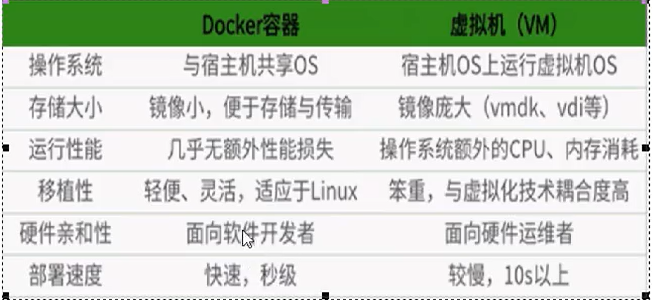 Docker容器 虚拟机（VM）
操作系统 与宿主机共享OS 宿主机OS上运行虚拟机OS
存储大小 镜像小，便于存储与传输 镜像庞大（vmdk、vdi等）
运行性能 几乎无额外性能损失 操作系统额外的CPU、内存消耗
移植性 轻便、灵活，适应于Linux 笨重，与虚拟化技术耦合度高
硬件亲和性 面向软件开发者 面向硬件运维者
部署速度 快速，秒级 较慢，10s以上